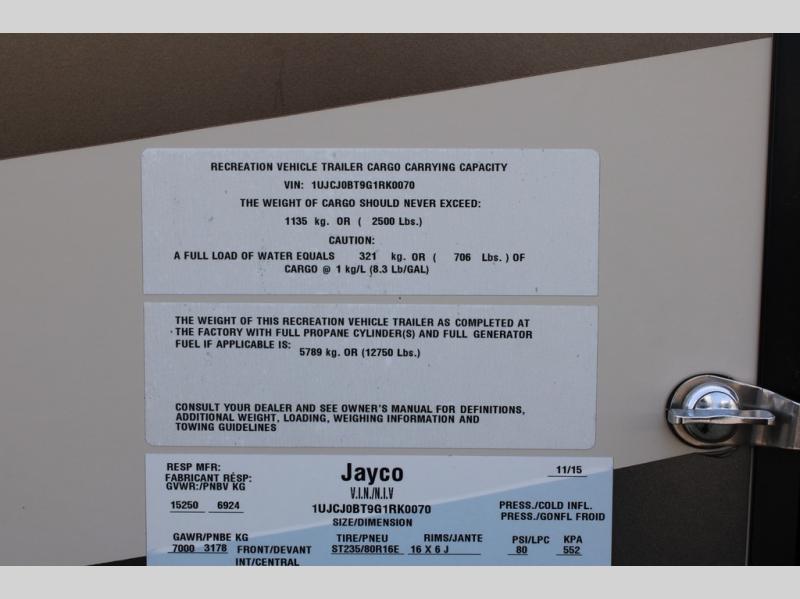 RECREATION VEHICLE TRAILER CARGO CARRYING CAPACITY
VIN: 1UJCJ0BT9G1RK0070
THE WEIGHT OF CARGO SHOULD NEVER EXCEED:
1135 kg. OR ( 2500 Lbs.)
CAUTION:
A FULL LOAD OF WATER EQUALS 321 kg. OR ( 706 Lbs. ) OF
CARGO @ 1 kg/L (8.3 Lb/GAL)
THE WEIGHT OF THIS RECREATION VEHICLE TRAILER AS COMPLETED AT
THE FACTORY WITH FULL PROPANE CYLINDER(S) AND FULL GENERATOR
FUEL IF APPLICABLE IS:
5789 kg. OR (12750 Lbs.)
CONSULT YOUR DEALER AND SEE OWNER'S MANUAL FOR DEFINITIONS,
ADDITIONAL WEIGHT, LOADING, WEIGHING INFORMATION AND
TOWING GUIDELINES
RESP MFR: Jayco 11/15
FABRICANT RESP:
GVWR:/PNBV KG V.I.N./N.I.V
15250 6924 1UJCJ0BT9G1RK0070 PRESS./COLD INFL.
SIZE/DIMENSION PRESS./GONFL FROID
GAWR/PNBE KG TIRE/PNEU RIMS/JANTE PSI/LPC KPA
7000 3178 FRONT/DEVANT ST235/80R16E 16 X 6 J 80 552
INT/CENTRAL